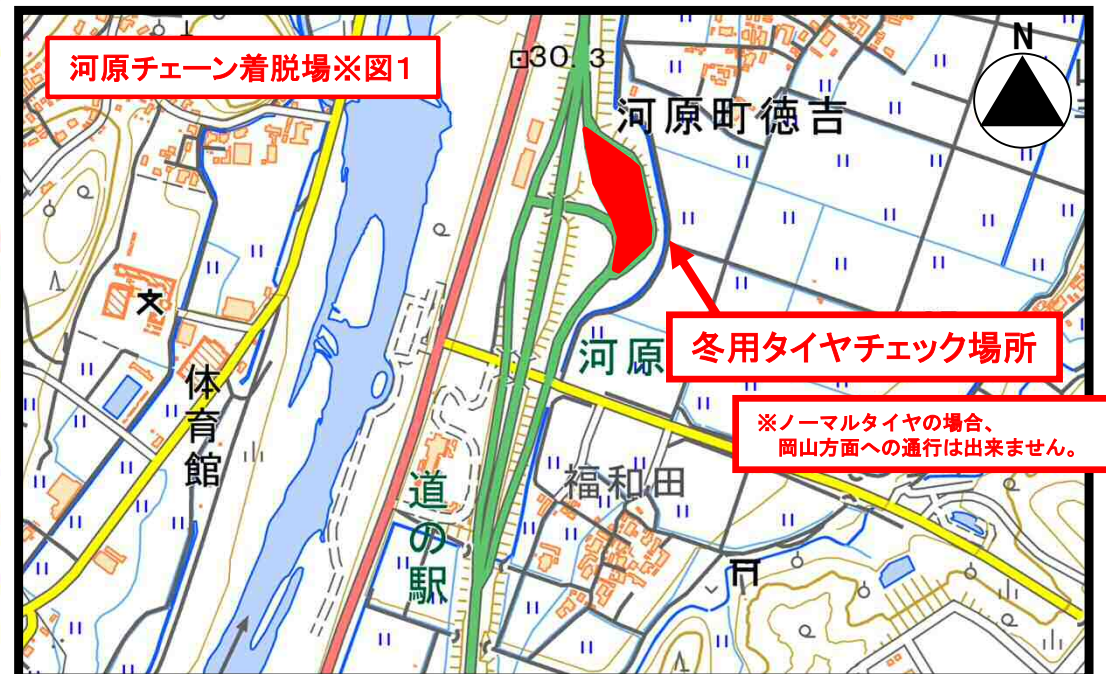 河原チェーン着脱場※図1
30.3
N
河原町徳吉
冬用タイヤチェック場所
河原
※ノーマルタイヤの場合、
岡山方面への通行は出来ません。
体育館
道の駅
福和田